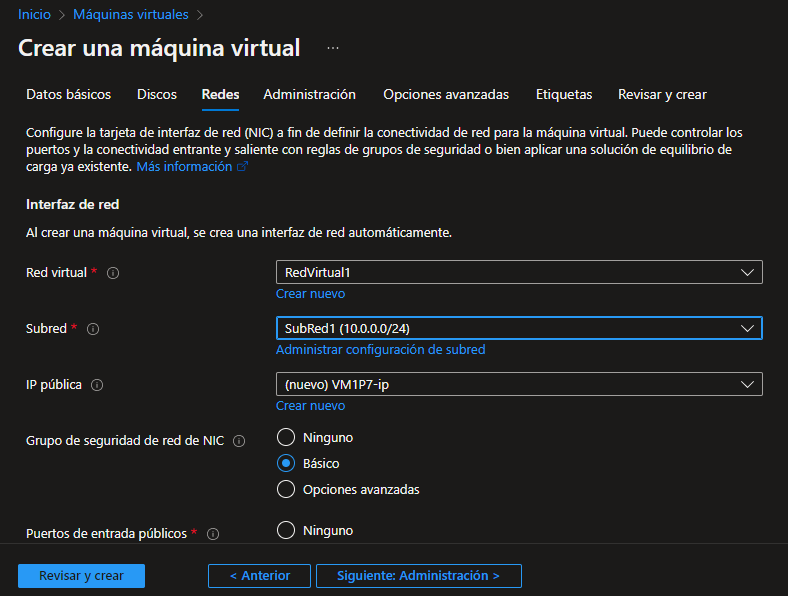 Inicio > Máquinas virtuales >
Crear una máquina virtual ...
Datos básicos Discos Redes Administración Opciones avanzadas Etiquetas Revisar y crear
Configure la tarjeta de interfaz de red (NIC) a fin de definir la conectividad de red para la máquina virtual. Puede controlar los
puertos y la conectividad entrante y saliente con reglas de grupos de seguridad o bien aplicar una solución de equilibrio de
carga ya existente. Más información
Interfaz de red
Al crear una máquina virtual, se crea una interfaz de red automáticamente.
Red virtual * RedVirtual1
Crear nuevo
Subred * SubRed1 (10.0.0.0/24)
Administrar configuración de subred
IP pública (nuevo) VM1P7-ip
Crear nuevo
Grupo de seguridad de red de NIC Ninguno
Básico
Opciones avanzadas
Puertos de entrada públicos * Ninguno
Revisar y crear < Anterior Siguiente: Administración >